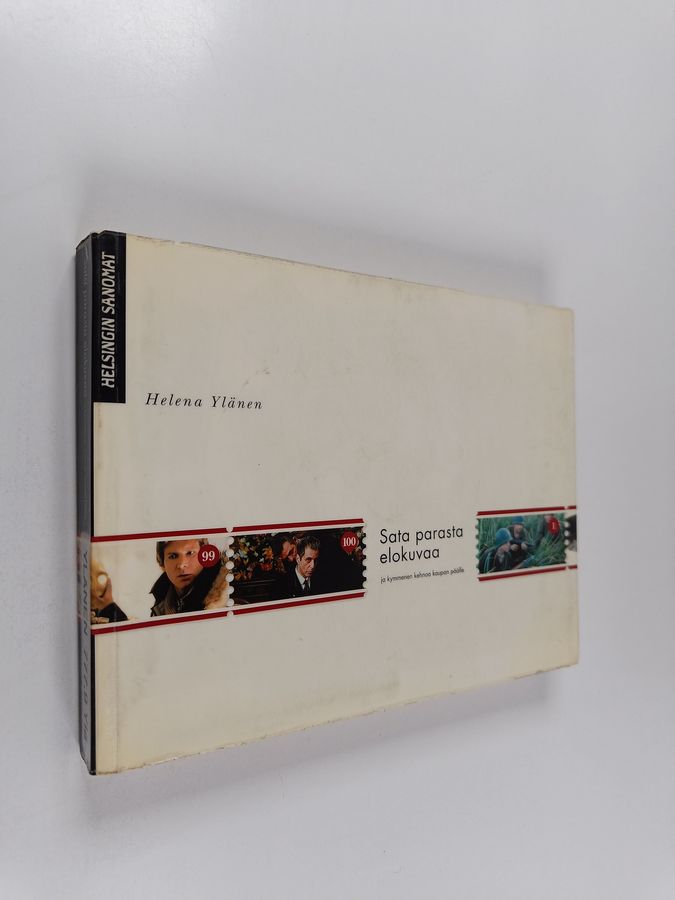 HELSINGIN SANOMAT
Helena Ylänen
99
100
Sata parasta
elokuvaa
ja kymmenen kehnoa kaupan päälle
1